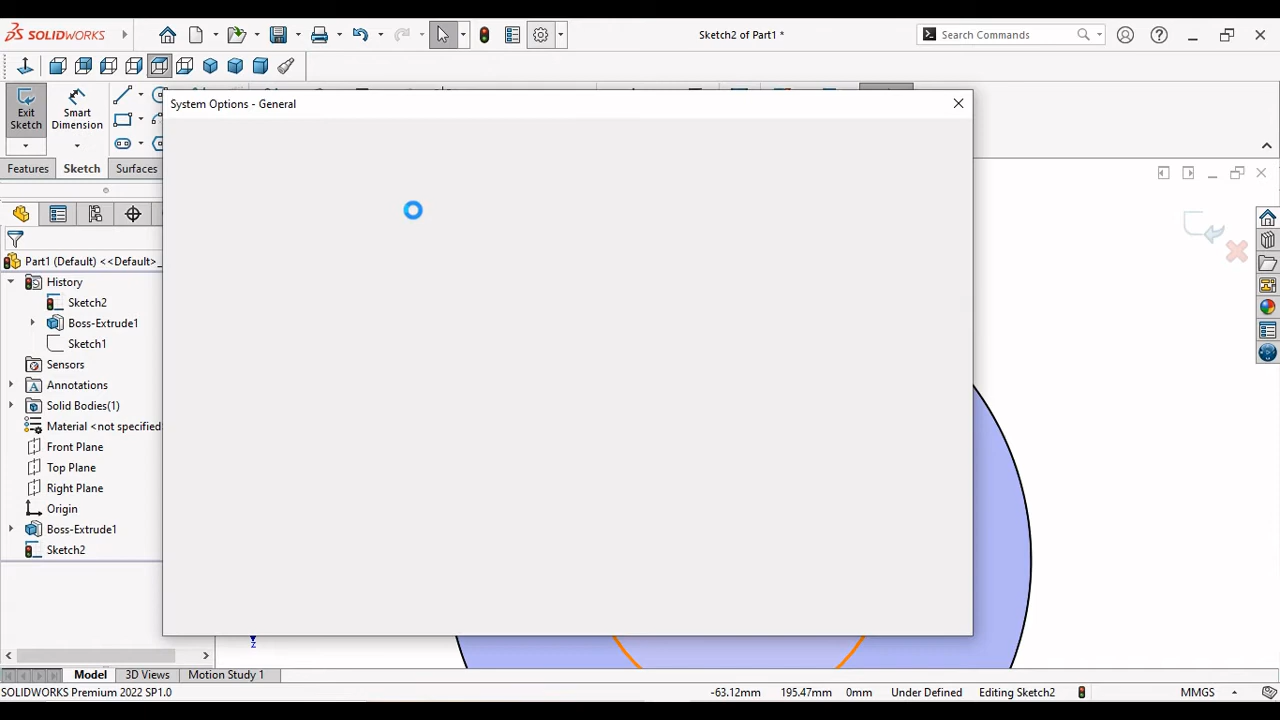 SOLIDWORKS
Sketch2 of Part1 *
Search Commands
Exit Sketch
Smart Dimension
System Options - General
Features
Sketch
Surfaces
Part1 (Default) <<Default>_
History
Sketch2
Boss-Extrude1
Sketch1
Sensors
Annotations
Solid Bodies(1)
Material <not specified
Front Plane
Top Plane
Right Plane
Origin
Boss-Extrude1
Sketch2
z
Model
3D Views
Motion Study 1
SOLIDWORKS Premium 2022 SP1.0
-63.12mm
195.47mm
0mm
Under Defined
Editing Sketch2
MMGS